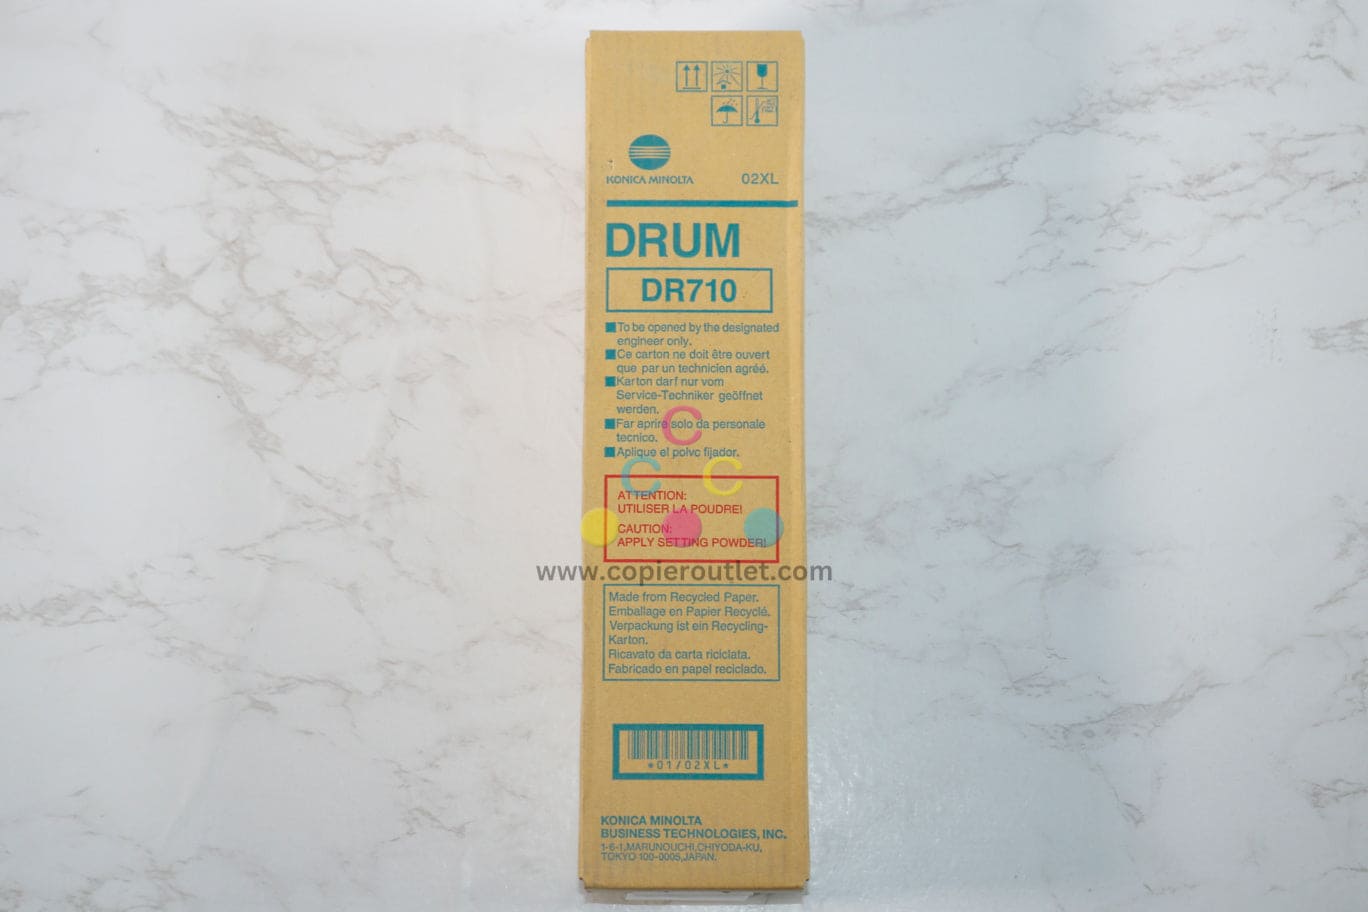 KONICA MINOLTA
02XL
DRUM
DR710
To be opened by the designated
engineer only.
Ce carton ne doit être ouvert
que par un technicien agréé.
Karton darf nur vom
Service-Techniker geöffnet
werden.
Far aprire solo da personale
tecnico.
Aplique el polvc fijador.
C
C C
ATTENTION:
UTILISER LA POUDRE!
CAUTION:
APPLY SETTING POWDER!
www.copieroutlet.com
Made from Recycled Paper.
Emballage en Papier Recyclé.
Verpackung ist ein Recycling-
Karton.
Ricavato da carta riciclata.
Fabricado en papel reciclado.
*01/02XL*
KONICA MINOLTA
BUSINESS TECHNOLOGIES, INC.
1-6-1,MARUNOUCHI,CHIYODA-KU,
TOKYO 100-0005,JAPAN.